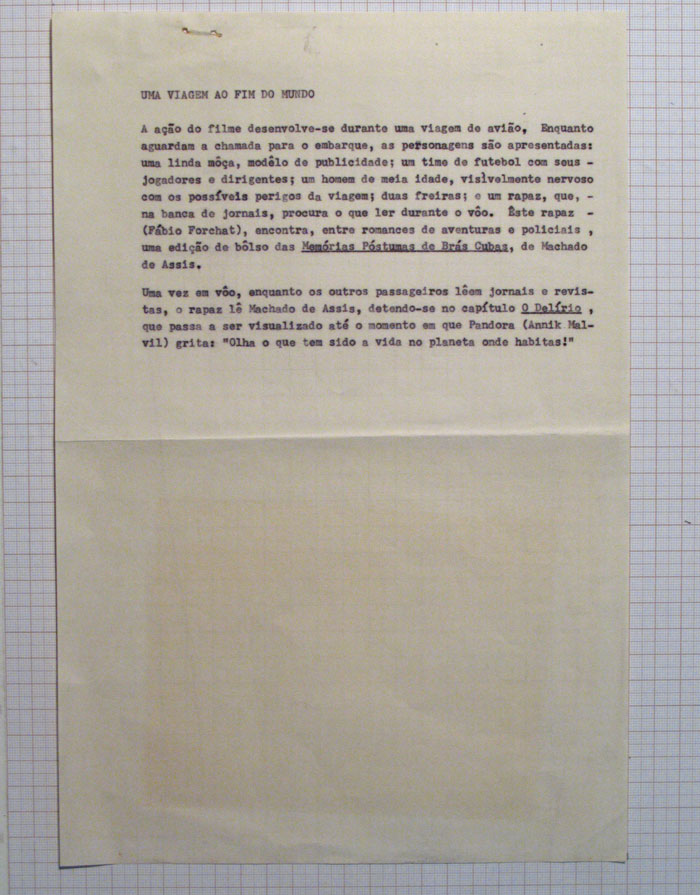 UMA VIAGEM AO FIM DO MUNDO
A ação do filme desenvolve-se durante uma viagem de avião, Enquanto
aguardam a chamada para o embarque, as personagens são apresentadas:
uma linda môça, modêlo de publicidade; um time de futebol com seus -
jogadores e dirigentes; um homem de meia idade, visivelmente nervoso
com os possíveis perigos da viagem; duas freiras; e um rapaz, que, -
na banca de jornais, procura o que ler durante o vôo. Êste rapaz -
(Fábio Forchat), encontra, entre romances de aventuras e policiais ,
uma edição de bôlso das Memórias Póstumas de Brás Cubas, de Machado
de Assis.
Uma vez em vôo, enquanto os outros passageiros lêem jornais e revis-
tas, o rapaz lê Machado de Assis, detendo-se no capítulo O Delírio ,
que passa a ser visualizado até o momento em que Pandora (Annik Mal-
vil) grita: "Olha o que tem sido a vida no planeta onde habitas!"